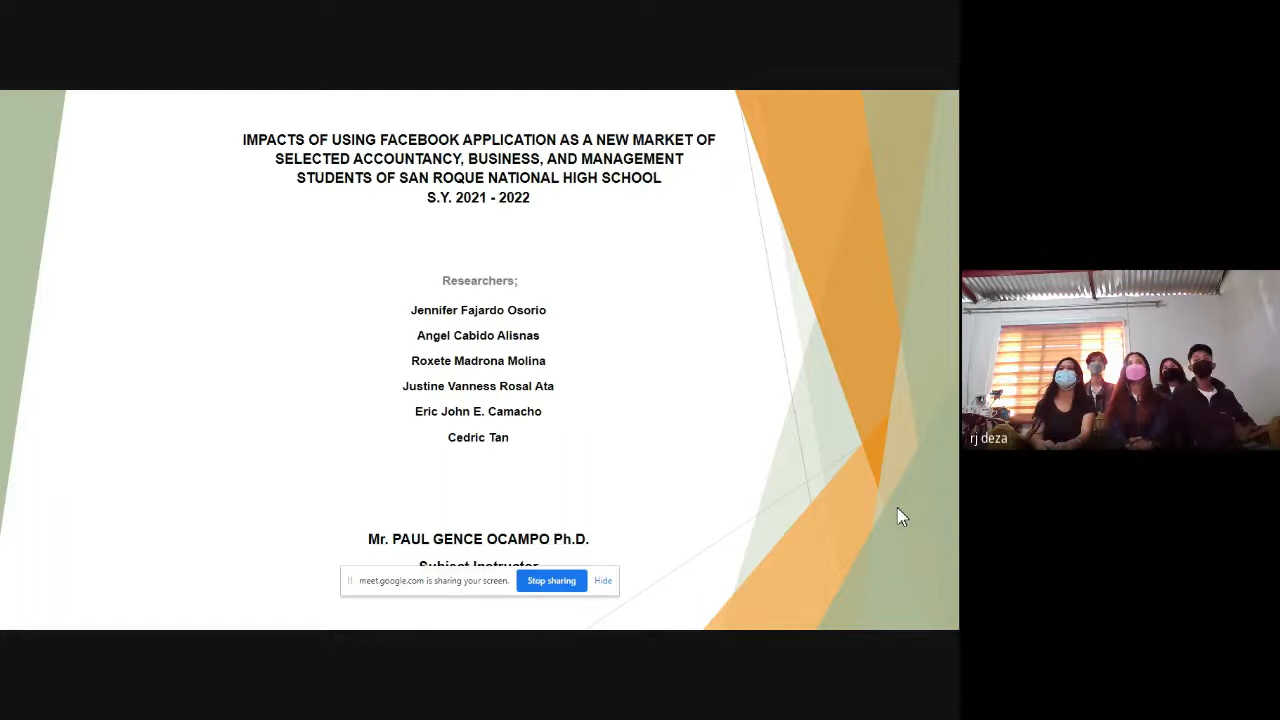 IMPACTS OF USING FACEBOOK APPLICATION AS A NEW MARKET OF
SELECTED ACCOUNTANCY, BUSINESS, AND MANAGEMENT
STUDENTS OF SAN ROQUE NATIONAL HIGH SCHOOL
S.Y. 2021 - 2022
Researchers;
Jennifer Fajardo Osorio
Angel Cabido Alisnas
Roxete Madrona Molina
Justine Vanness Rosal Ata
Eric John E. Camacho
Cedric Tan
Mr. PAUL GENCE OCAMPO Ph.D.
Subject Instructor
meet.google.com is sharing your screen.
Stop sharing
Hide
rj deza